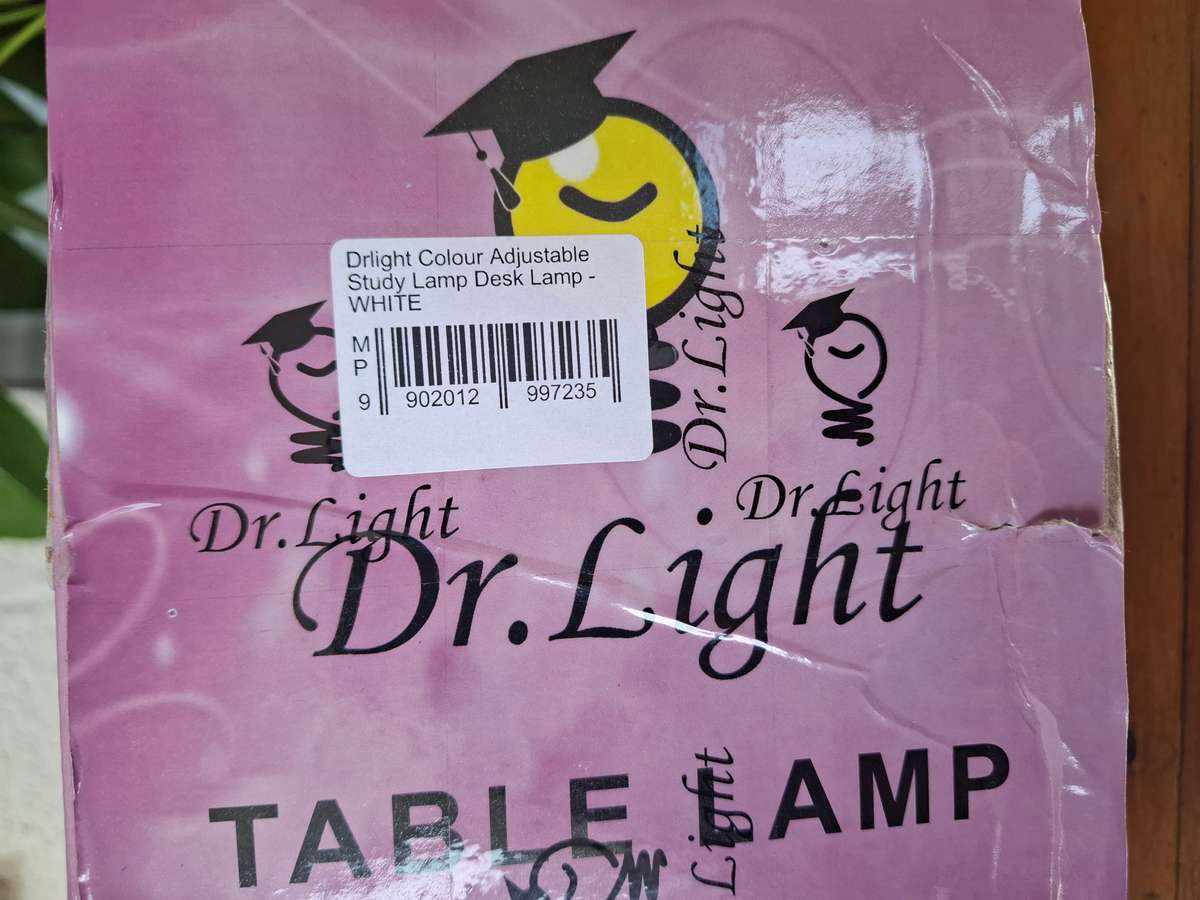 Drlight Colour Adjustable
Study Lamp Desk Lamp -
WHITE
MP
9 902012 997235
Dr.Light
Dr.Light
Dr.Light
Dr.Light
TABLE LAMP
Light